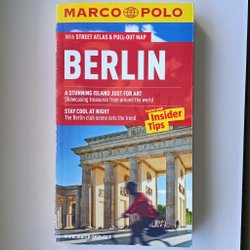 MARCO POLO
With STREET ATLAS & PULL-OUT MAP
BERLIN
A STUNNING ISLAND JUST FOR ART
Showcasing treasures from around the world
STAY COOL AT NIGHT
The Berlin club scene sets the trend
Insider
Tips